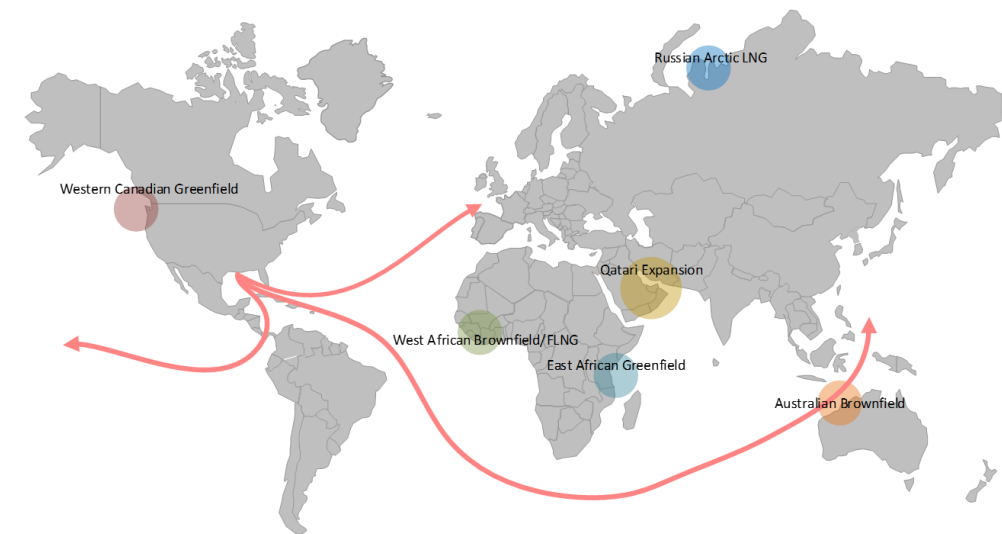 Russian Arctic LNG
Western Canadian Greenfield
Qatari Expansion
West African Brownfield/FLNG
East African Greenfield
Australian Brownfield